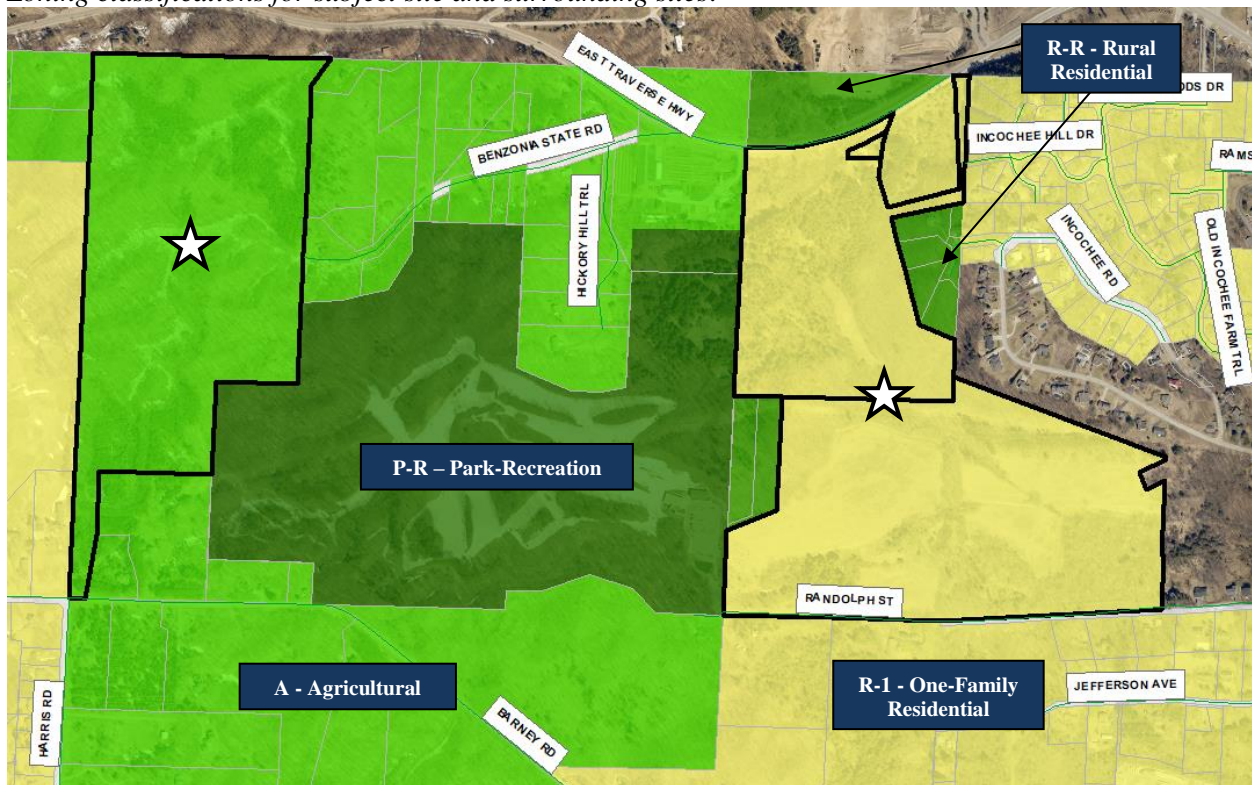 Zoning classifications for subject site and surrounding sites:
R-R - Rural
Residential
EAST TRAVERSE HWY
ODS DR
BENZONIA STATE RD
INCOCHEE HILL DR
RAMS
HICKORY HILL TRL
INCOCHEE RD
OLD INCOCHEE FARM TRL
P-R – Park-Recreation
RANDOLPH ST
A - Agricultural
R-1 - One-Family
Residential
JEFFERSON AVE
HARRIS RD
BARNEY RD